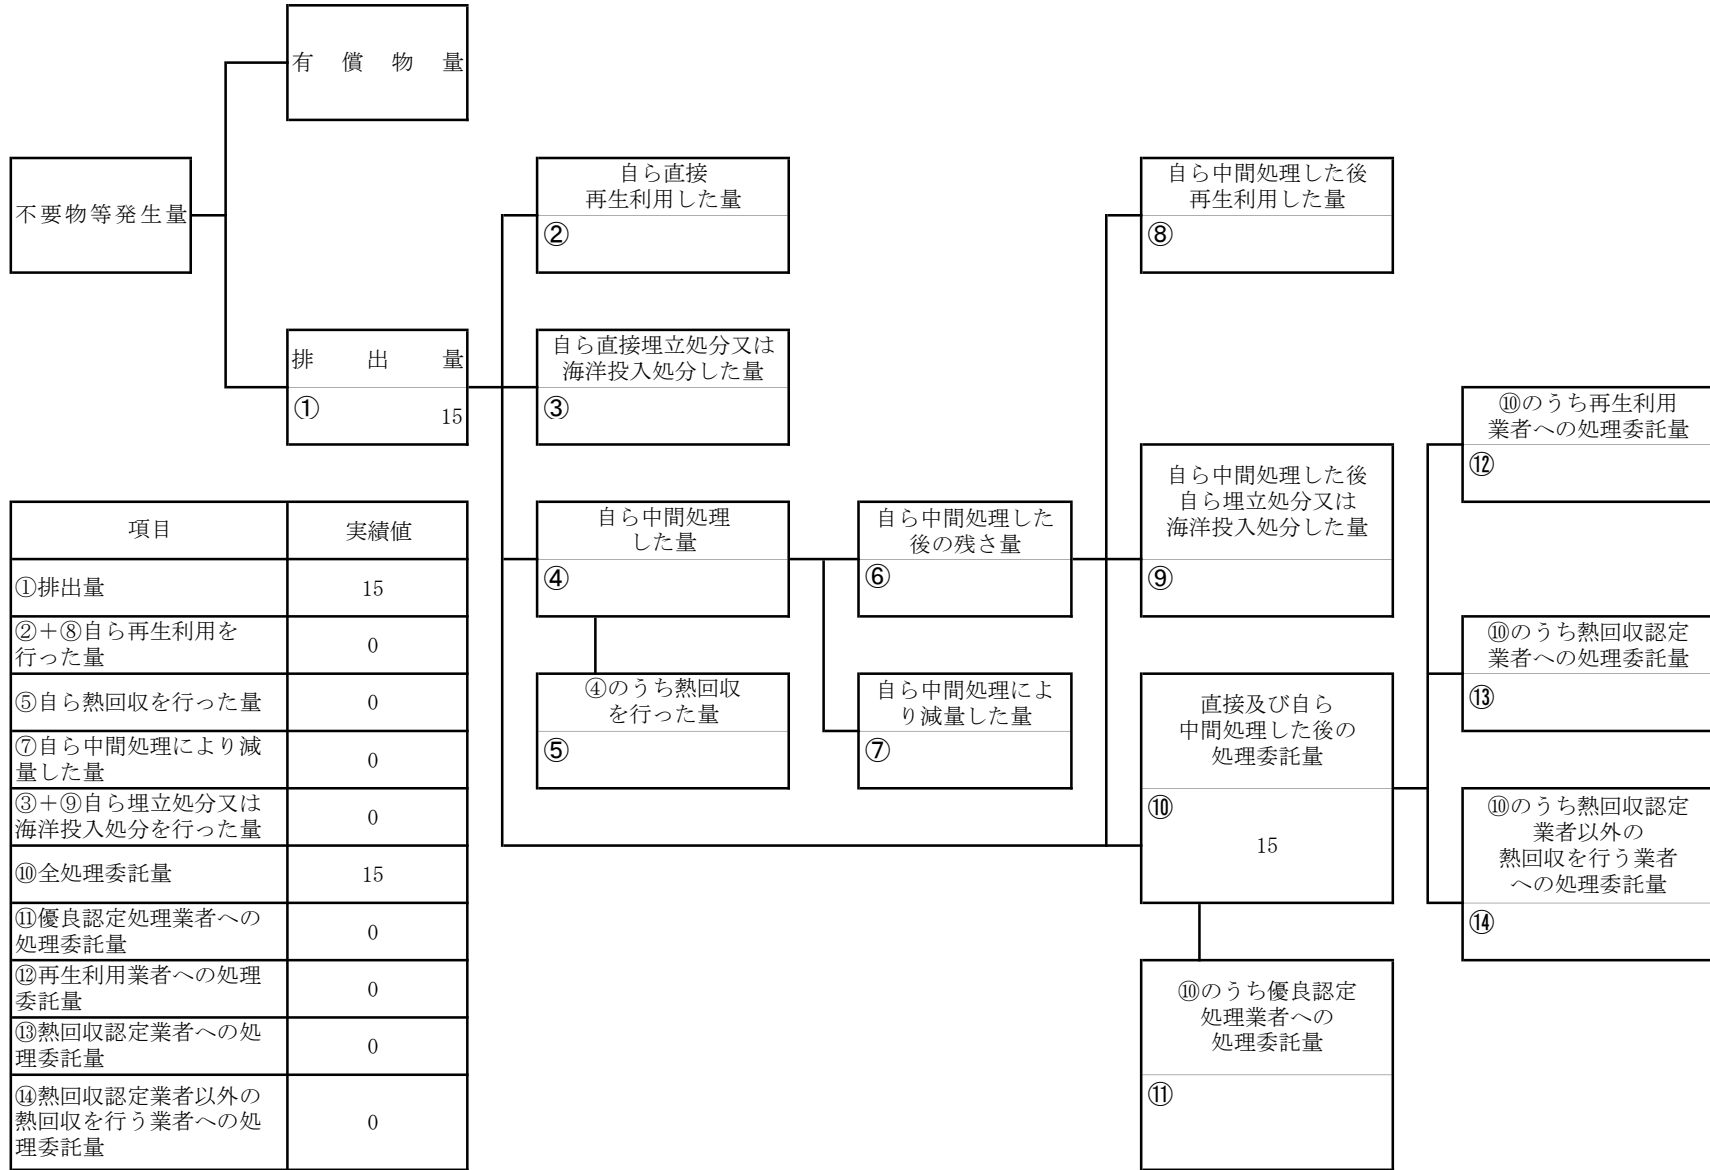 有償物量
不要物等発生量
排出量
①
15
自ら直接
再生利用した量
②
自ら直接埋立処分又は
海洋投入処分した量
③
自ら中間処理
した量
④
④のうち熱回収
を行った量
⑤
自ら中間処理した
後の残さ量
⑥
自ら中間処理によ
り減量した量
⑦
自ら中間処理した後
再生利用した量
⑧
自ら中間処理した後
自ら埋立処分又は
海洋投入処分した量
⑨
直接及び自ら
中間処理した後の
処理委託量
⑩
15
⑩のうち優良認定
処理業者への
処理委託量
⑪
⑩のうち再生利用
業者への処理委託量
⑫
⑩のうち熱回収認定
業者への処理委託量
⑬
⑩のうち熱回収認定
業者以外の
熱回収を行う業者
への処理委託量
⑭
項目 実績値
①排出量 15
②＋⑧自ら再生利用を
行った量 0
⑤自ら熱回収を行った量 0
⑦自ら中間処理により減
量した量 0
③＋⑨自ら埋立処分又は
海洋投入処分を行った量 0
⑩全処理委託量 15
⑪優良認定処理業者への
処理委託量 0
⑫再生利用業者への処理
委託量 0
⑬熱回収認定業者への処
理委託量 0
⑭熱回収認定業者以外の
熱回収を行う業者への処 0
理委託量